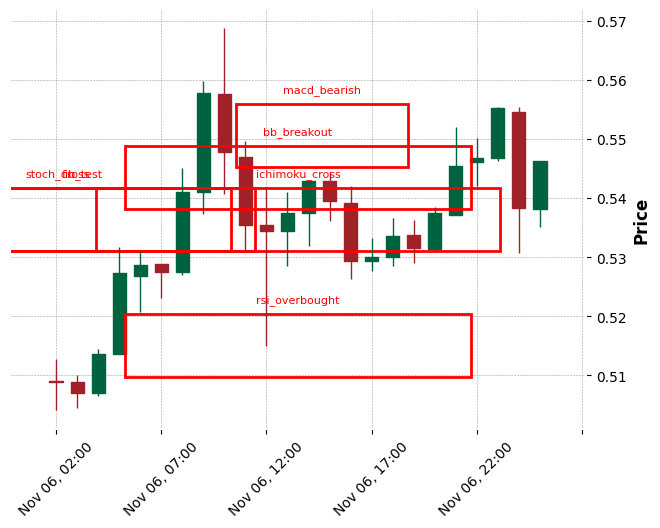 0.57
0.56
macd_bearish
0.55
bb_breakout
stoch_cross
fib_test
ichimoku_cross
0.54
Price
0.53
rsi_overbought
0.52
0.51
Nov 06, 02:00
Nov 06, 07:00
Nov 06, 12:00
Nov 06, 17:00
Nov 06, 22:00